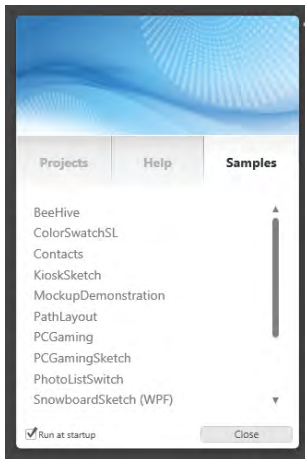 Projects Help Samples
BeeHive
ColorSwatchSL
Contacts
KioskSketch
MockupDemonstration
PathLayout
PCGaming
PCGamingSketch
PhotoListSwitch
SnowboardSketch (WPF)
Run at startup Close